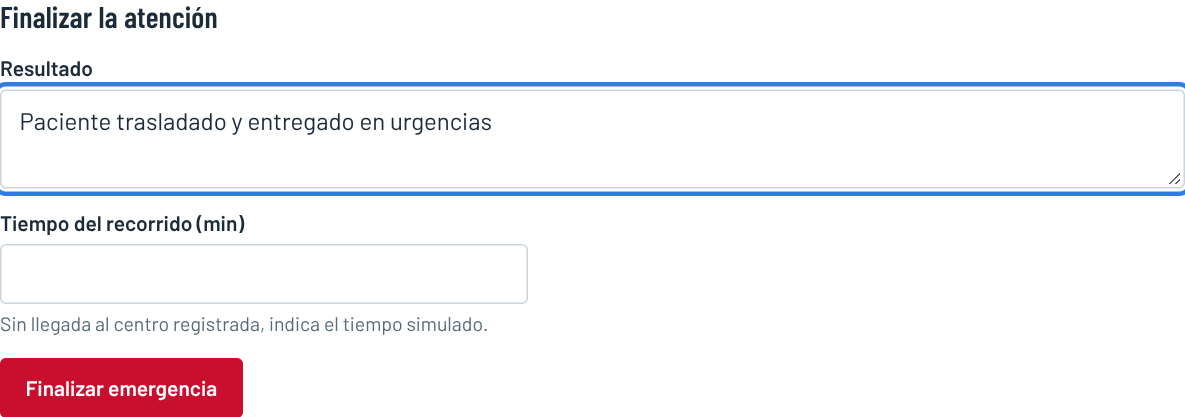 Finalizar la atención
Resultado
Paciente trasladado y entregado en urgencias
Tiempo del recorrido (min)
Sin llegada al centro registrada, indica el tiempo simulado.
Finalizar emergencia